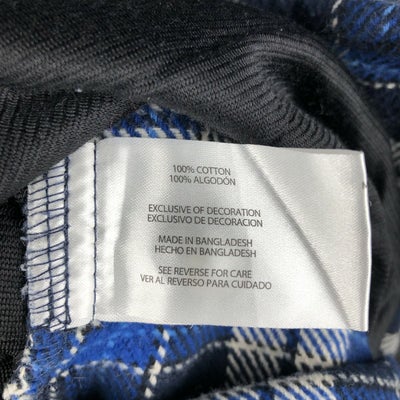 100% COTTON
100% ALGODÓN
EXCLUSIVE OF DECORATION
EXCLUSIVO DE DECORACION
MADE IN BANGLADESH
HECHO EN BANGLADESH
SEE REVERSE FOR CARE
VER AL REVERSO PARA CUIDADO